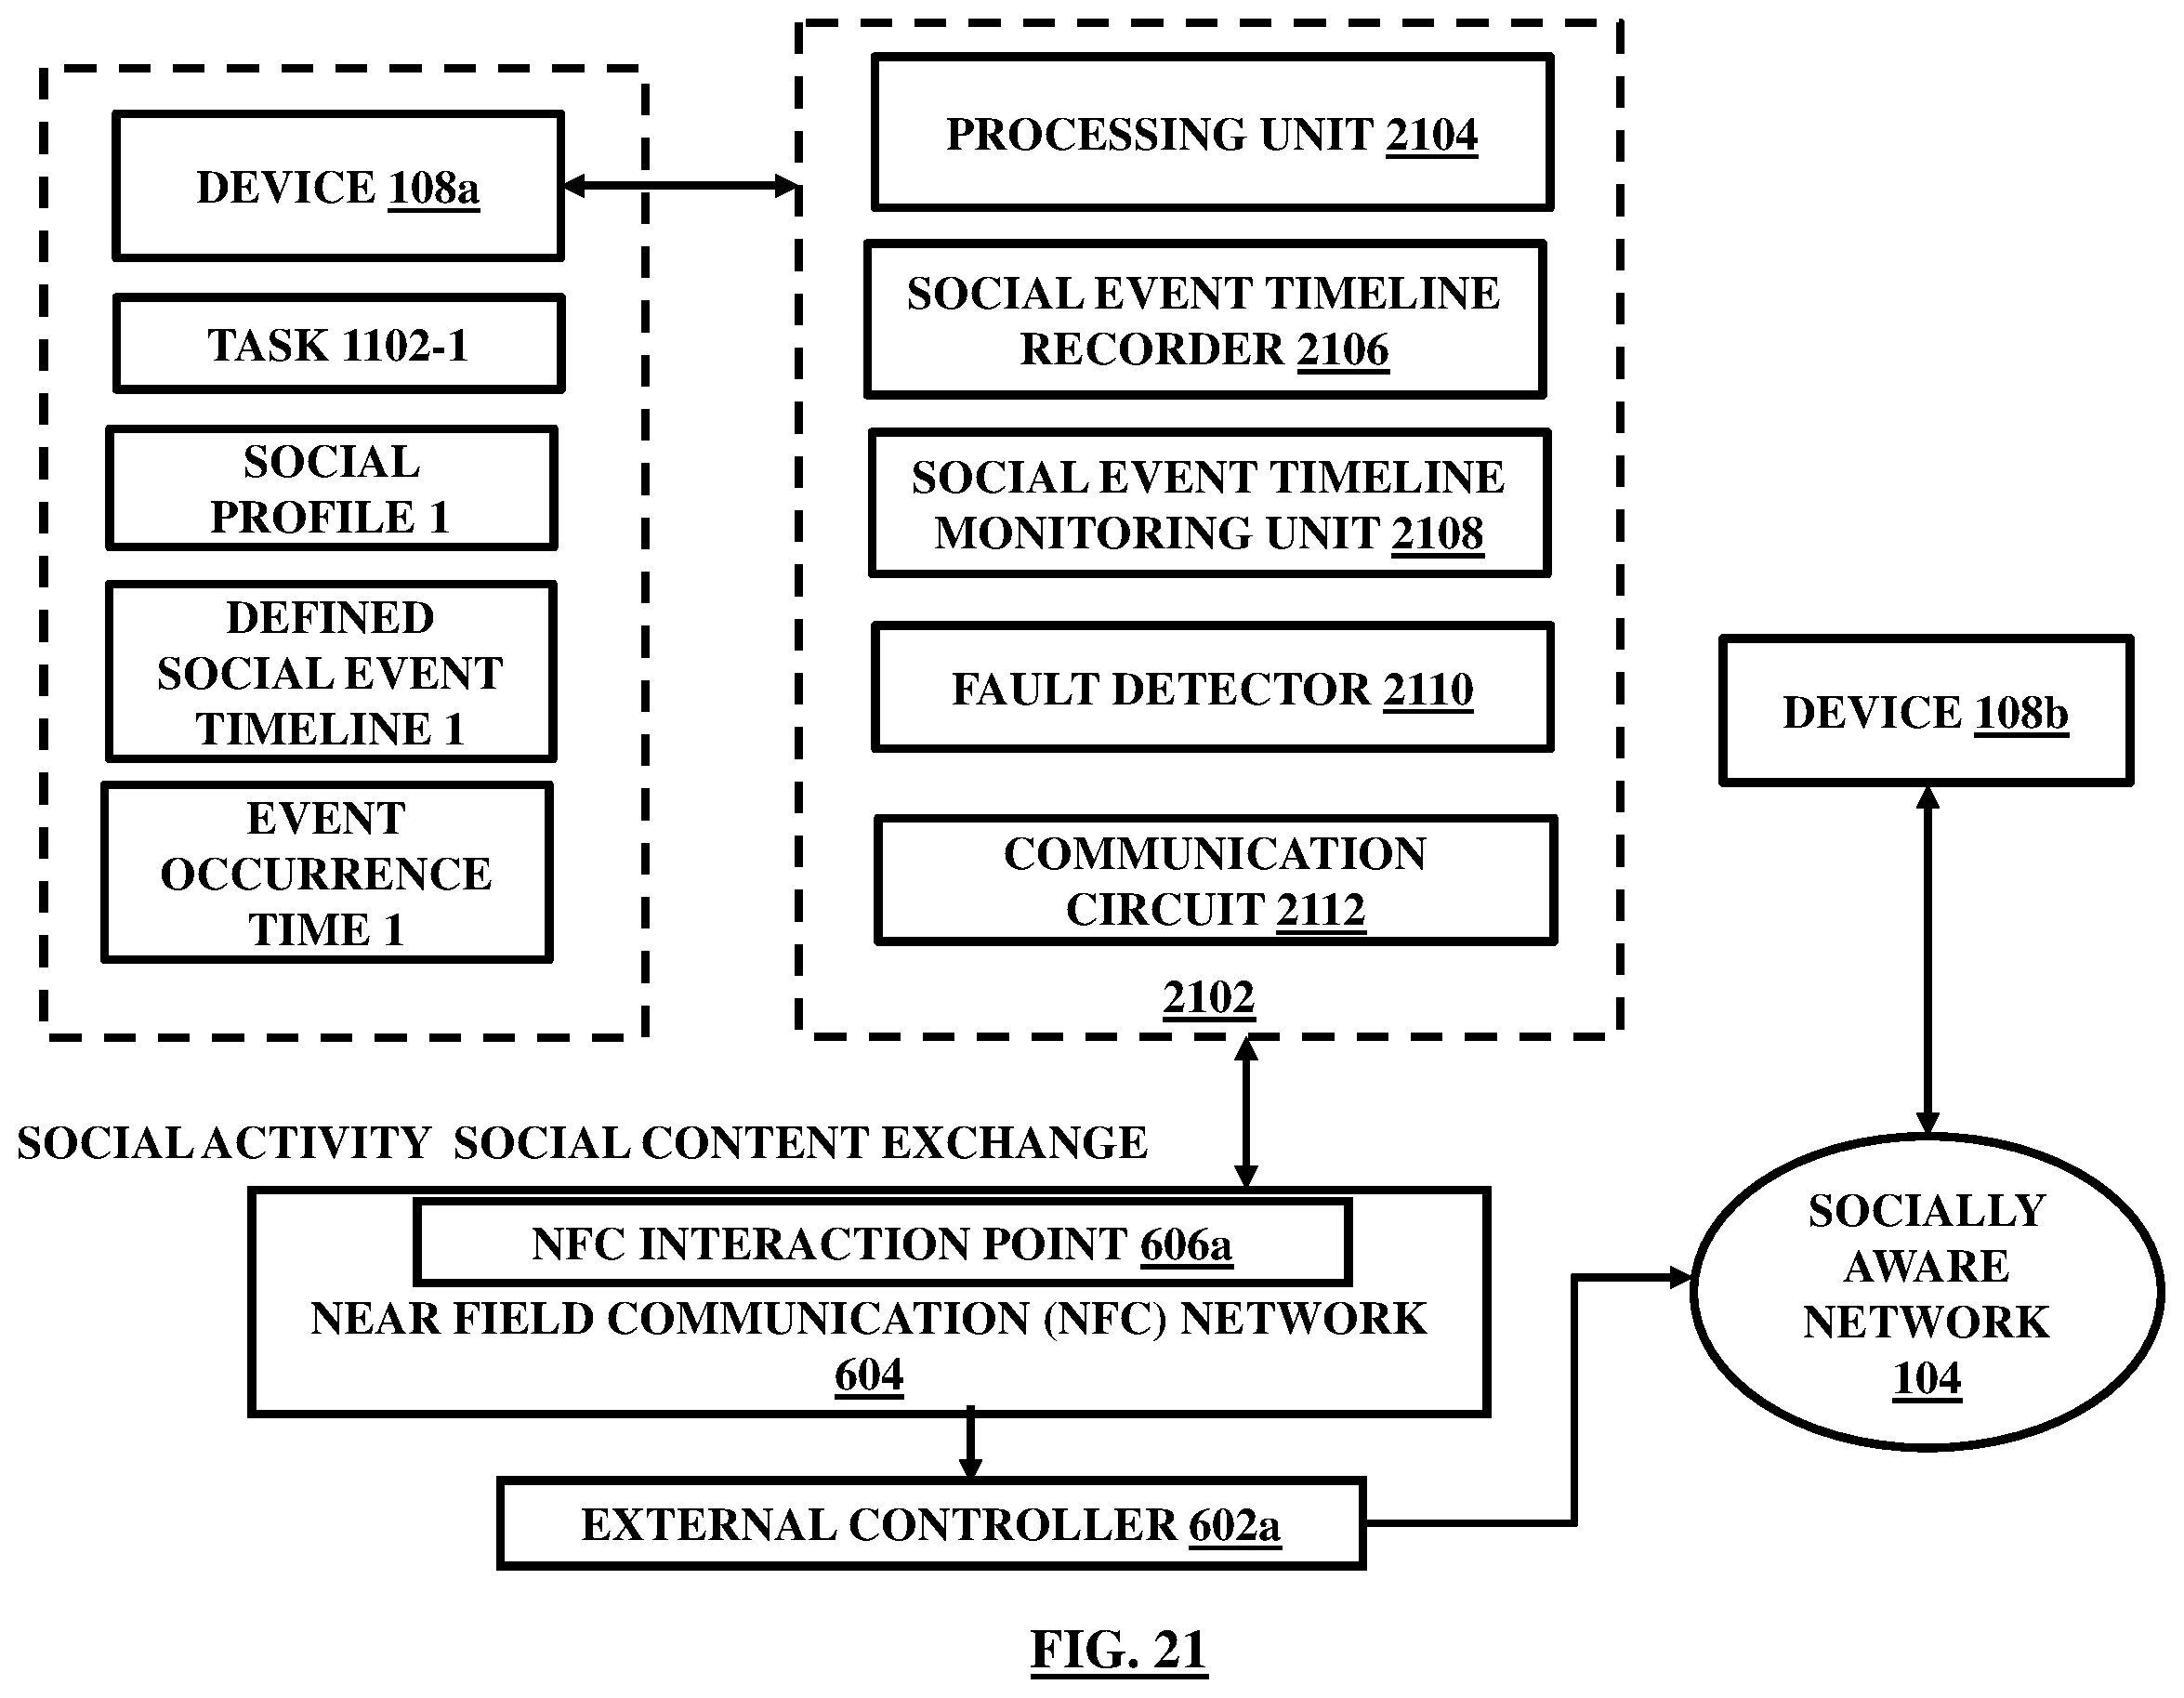 DEVICE 108a
TASK 1102-1
SOCIAL
PROFILE 1
DEFINED
SOCIAL EVENT
TIMELINE 1
EVENT
OCCURRENCE
TIME 1
PROCESSING UNIT 2104
SOCIAL EVENT TIMELINE
RECORDER 2106
SOCIAL EVENT TIMELINE
MONITORING UNIT 2108
FAULT DETECTOR 2110
COMMUNICATION
CIRCUIT 2112
2102
DEVICE 108b
SOCIAL ACTIVITY  SOCIAL CONTENT EXCHANGE
NFC INTERACTION POINT 606a
NEAR FIELD COMMUNICATION (NFC) NETWORK
604
SOCIALLY
AWARE
NETWORK
104
EXTERNAL CONTROLLER 602a
FIG. 21